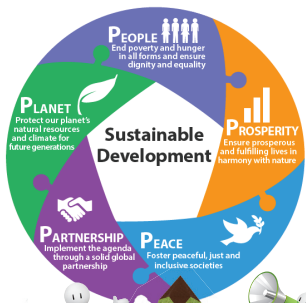 PEOPLE
End poverty and hunger
in all forms and ensure
dignity and equality
PLANET
Protect our planet's
natural resources
and climate for
future generations
Sustainable
Development
PROSPERITY
Ensure prosperous
and fulfilling lives in
harmony with nature
PARTNERSHIP
Implement the agenda
through a solid global
partnership
PEACE
Foster peaceful, just and
inclusive societies